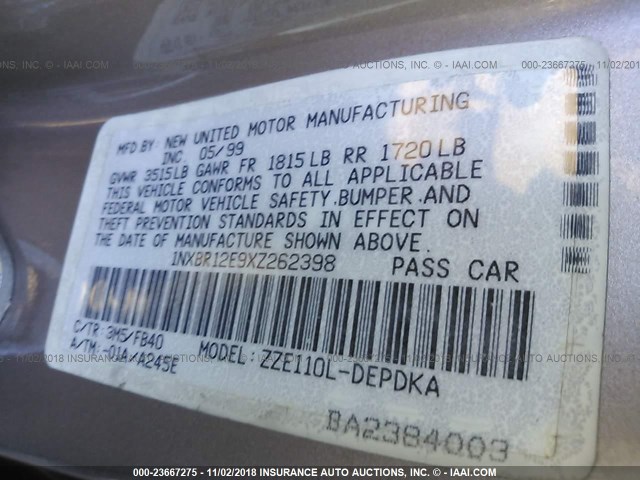 AUCTIONS, INC. - © IAAI.COM
000-23667275 - 11/02/2018 INSURANCE AUTO
MFD BY: NEW UNITED MOTOR MANUFACTURING
INC. 05/99
GVWR 3515LB GAWR FR 1815LB RR 1720LB
THIS VEHICLE CONFORMS TO ALL APPLICABLE
FEDERAL MOTOR VEHICLE SAFETY, BUMPER, AND
THEFT PREVENTION STANDARDS IN EFFECT ON
THE DATE OF MANUFACTURE SHOWN ABOVE.
1NXBR12E9XZ262398 PASS CAR
C/TR: 3M5/FB40
A/TM: -01A/A245E
MODEL: ZZE110L-DEPDKA
BA2384003
000-23667275 - 11/02/2018 INSURANCE AUTO AUCTIONS, INC. - © IAAI.COM